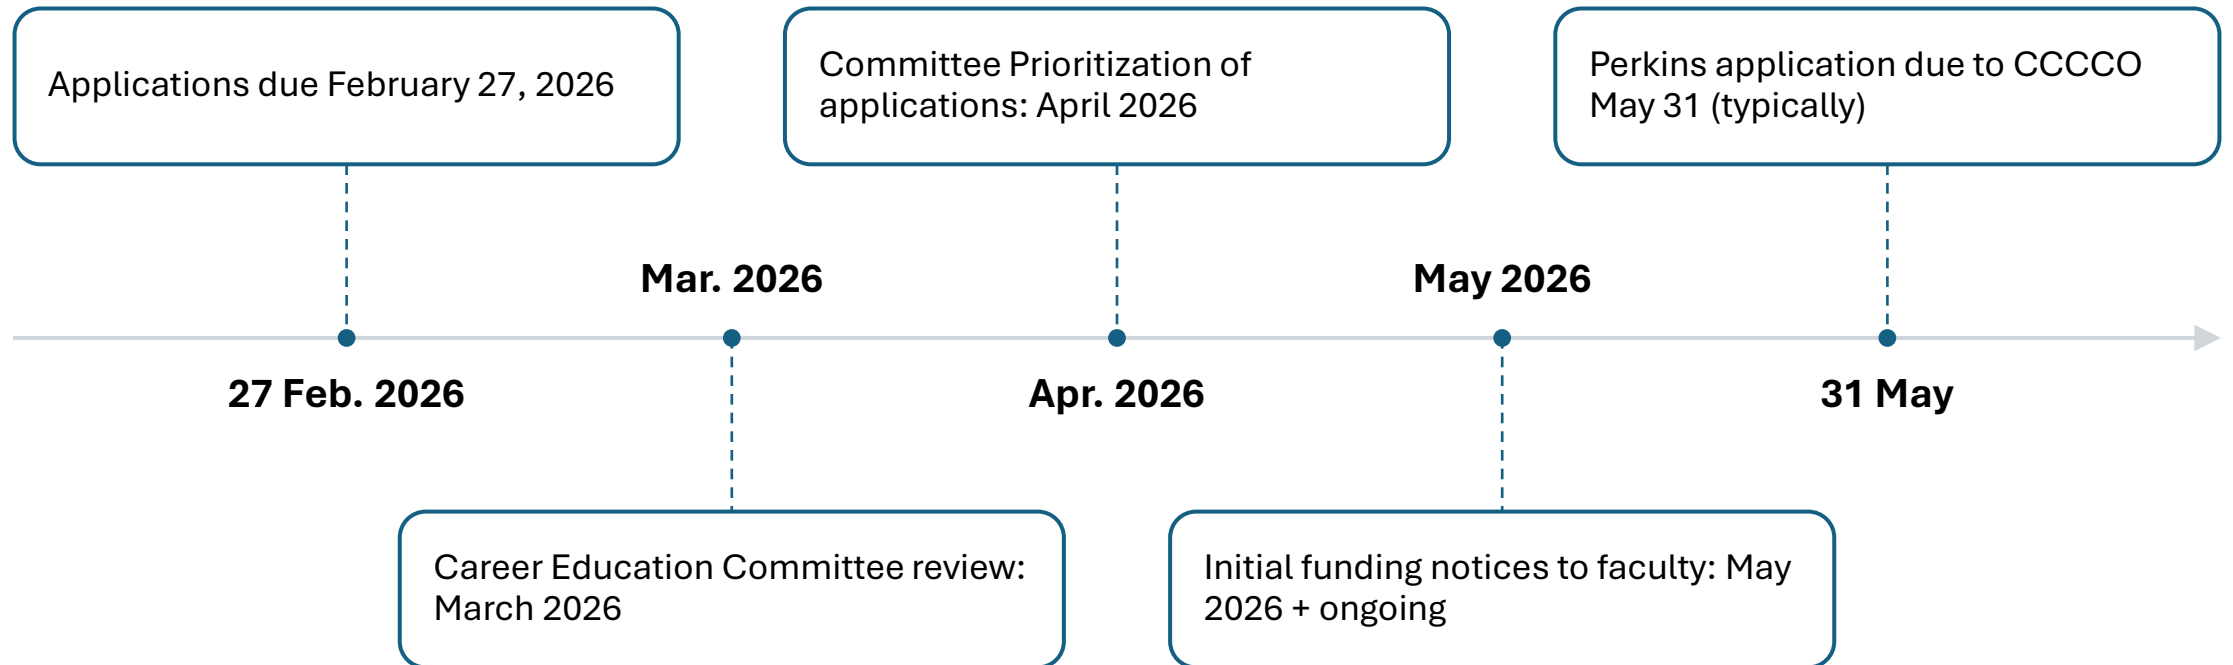 Applications due February 27, 2026
Committee Prioritization of
applications: April 2026
Perkins application due to CCCCO
May 31 (typically)
Mar. 2026
May 2026
27 Feb. 2026
Apr. 2026
31 May
Career Education Committee review:
March 2026
Initial funding notices to faculty: May
2026 + ongoing